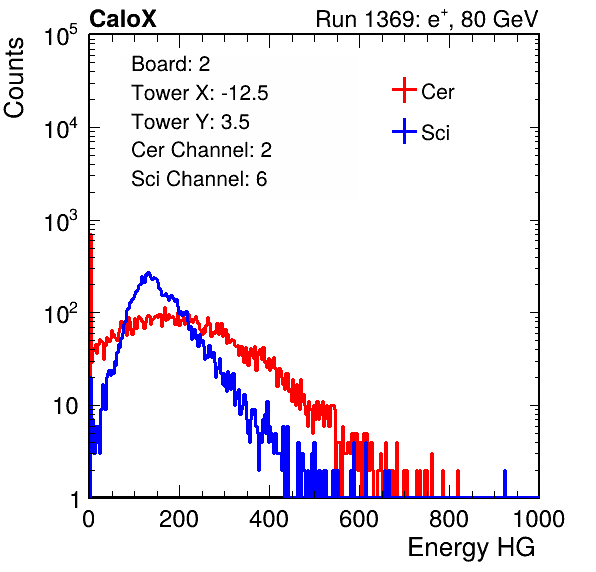 CaloX Run 1369: e⁺, 80 GeV
Counts
Board: 2
Tower X: -12.5
Tower Y: 3.5
Cer Channel: 2
Sci Channel: 6
Cer
Sci
10⁵
10⁴
10³
10²
10
1
0 200 400 600 800 1000
Energy HG